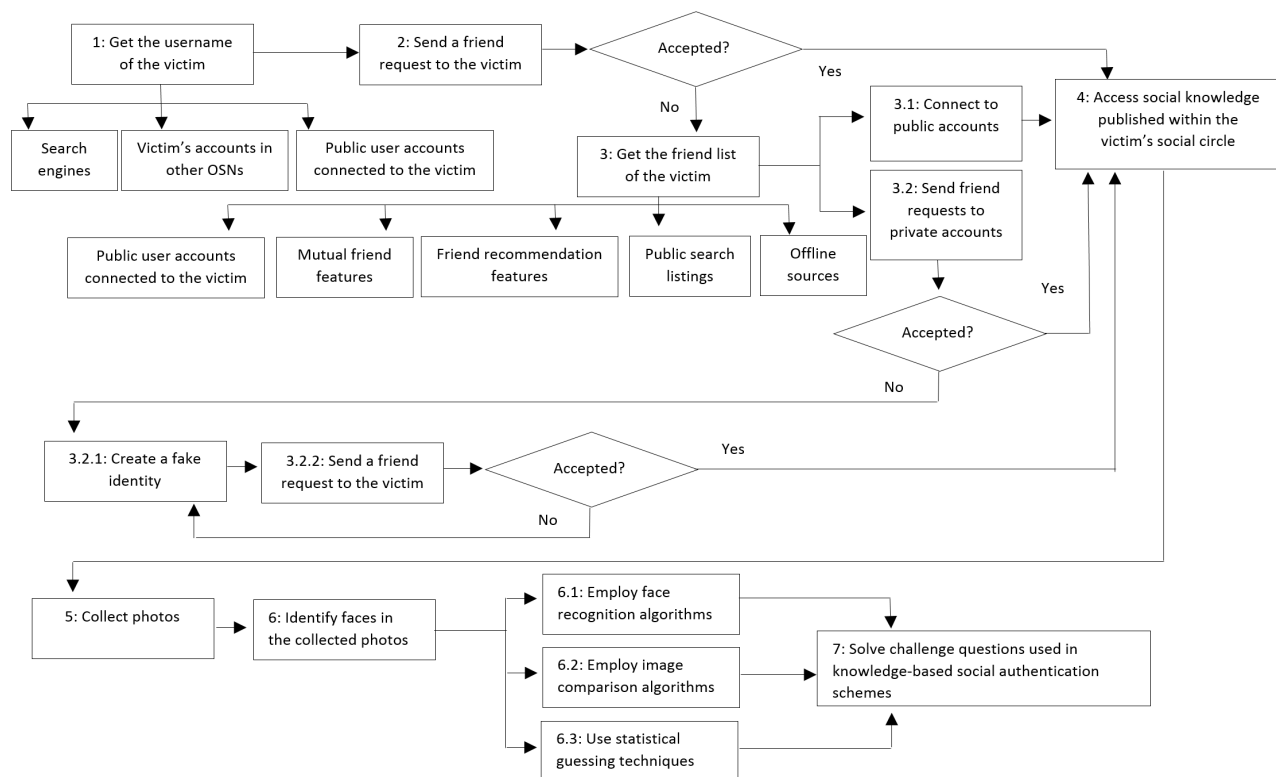 1: Get the username
of the victim
2: Send a friend
request to the victim
Accepted?
Yes
No
Search
engines
Victim’s accounts in
other OSNs
Public user accounts
connected to the victim
3: Get the friend list
of the victim
3.1: Connect to
public accounts
4: Access social knowledge
published within the
victim’s social circle
3.2: Send friend
requests to
private accounts
Public user accounts
connected to the victim
Mutual friend
features
Friend recommendation
features
Public search
listings
Offline
sources
Accepted?
Yes
No
3.2.1: Create a fake
identity
3.2.2: Send a friend
request to the victim
Accepted?
Yes
No
5: Collect photos
6: Identify faces in
the collected photos
6.1: Employ face
recognition algorithms
6.2: Employ image
comparison algorithms
6.3: Use statistical
guessing techniques
7: Solve challenge questions used in
knowledge-based social authentication
schemes